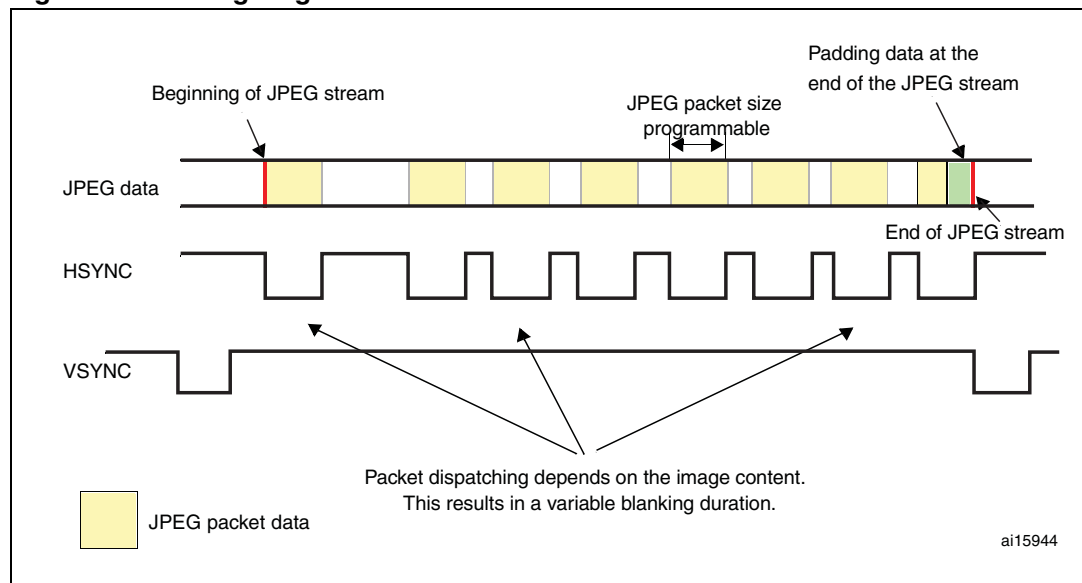 Padding data at the
end of the JPEG stream
Beginning of JPEG stream
JPEG packet size
programmable
JPEG data
End of JPEG stream
HSYNC
VSYNC
Packet dispatching depends on the image content.
This results in a variable blanking duration.
JPEG packet data
ai15944